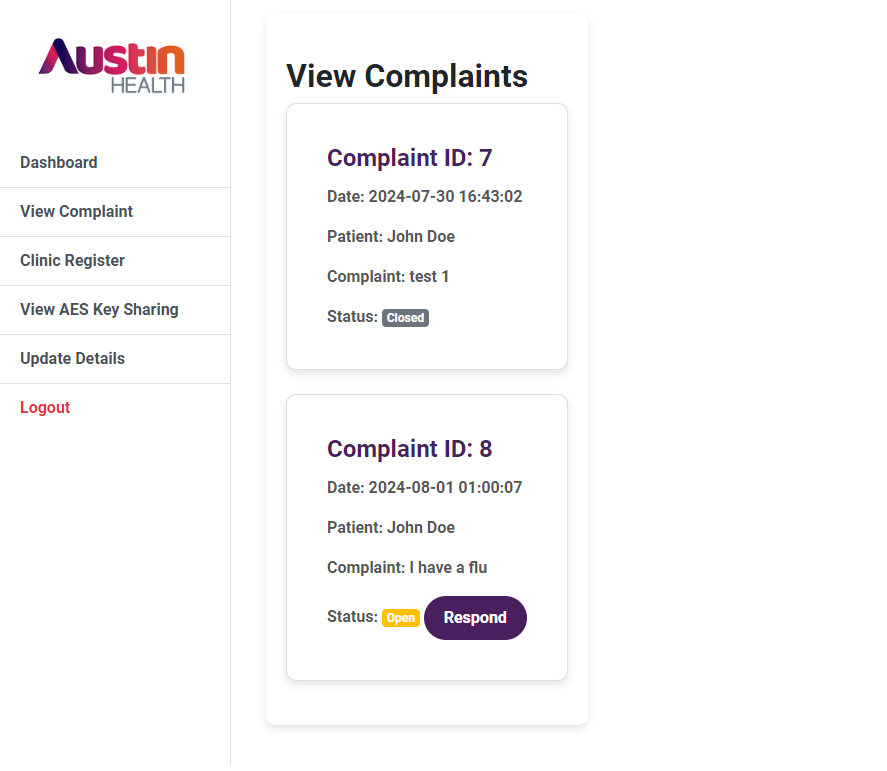 Austin
HEALTH
Dashboard
View Complaint
Clinic Register
View AES Key Sharing
Update Details
Logout
View Complaints
Complaint ID: 7
Date: 2024-07-30 16:43:02
Patient: John Doe
Complaint: test 1
Status: Closed
Complaint ID: 8
Date: 2024-08-01 01:00:07
Patient: John Doe
Complaint: I have a flu
Status: Open Respond